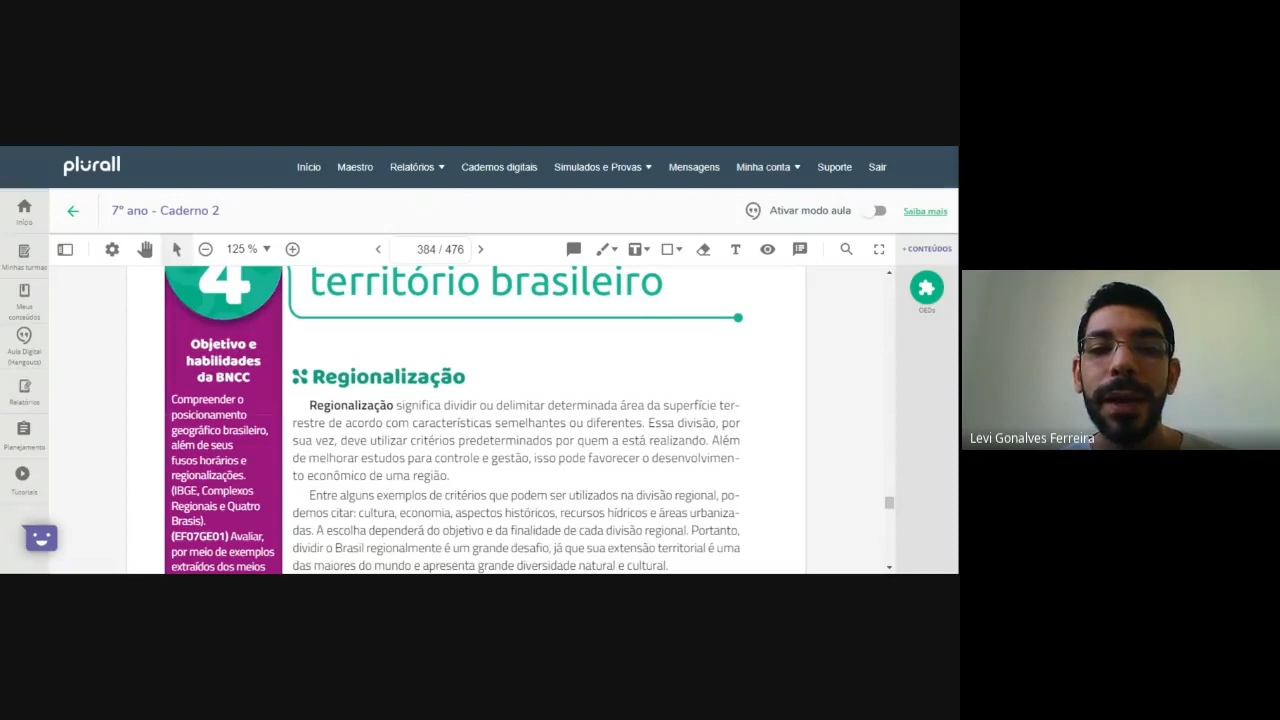 plurall
Início
Maestro
Relatórios
Cadernos digitais
Simulados e Provas
Mensagens
Minha conta
Suporte
Sair
Início
7º ano - Caderno 2
Ativar modo aula
Saiba mais
125 %
384 / 476
+ CONTEÚDOS
Minhas turmas
Meus
conteúdos
Aula Digital
(Hangouts)
Relatórios
Planejamento
Tutoriais
OEDs
4
território brasileiro
Objetivo e
habilidades
da BNCC
Compreender o
posicionamento
geográfico brasileiro,
além de seus
fusos horários e
regionalizações.
(IBGE, Complexos
Regionais e Quatro
Brasis).
(EF07GE01) Avaliar,
por meio de exemplos
extraídos dos meios
Regionalização
Regionalização significa dividir ou delimitar determinada área da superfície ter-
restre de acordo com características semelhantes ou diferentes. Essa divisão, por
sua vez, deve utilizar critérios predeterminados por quem a está realizando. Além
de melhorar estudos para controle e gestão, isso pode favorecer o desenvolvimen-
to econômico de uma região.
Entre alguns exemplos de critérios que podem ser utilizados na divisão regional, po-
demos citar: cultura, economia, aspectos históricos, recursos hídricos e áreas urbaniza-
das. A escolha dependerá do objetivo e da finalidade de cada divisão regional. Portanto,
dividir o Brasil regionalmente é um grande desafio, já que sua extensão territorial é uma
das maiores do mundo e apresenta grande diversidade natural e cultural.
Levi Gonalves Ferreira